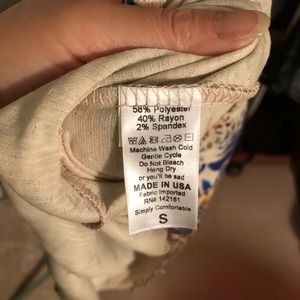 58% Polyester
40% Rayon
2% Spandex
Machine Wash Cold
Gentle Cycle
Do Not Bleach
Hang Dry
or you'll be sad
MADE IN USA
Fabric Imported
RN# 142181
Simply Comfortable
S